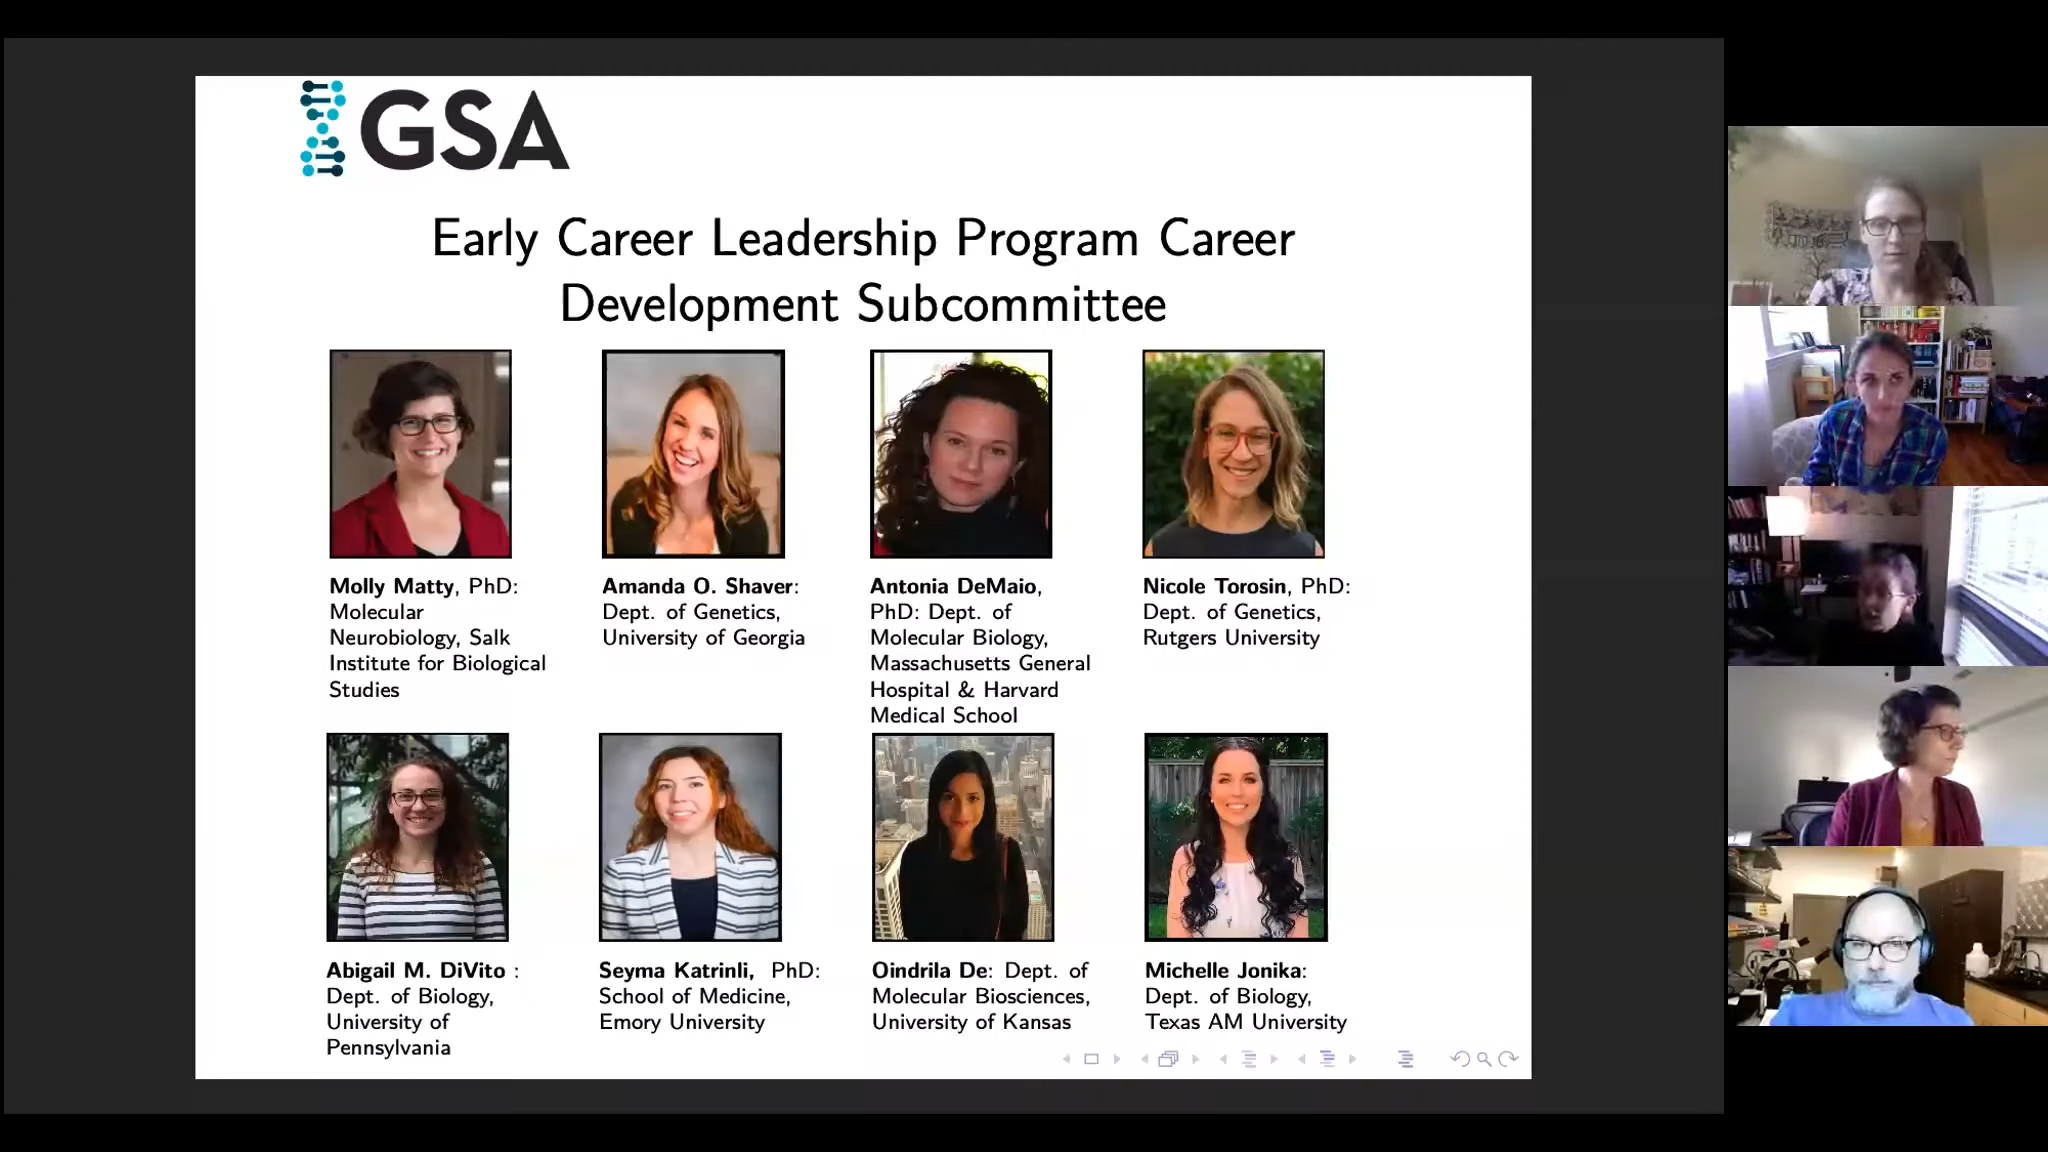 GSA
Early Career Leadership Program Career
Development Subcommittee
Molly Matty, PhD:
Molecular
Neurobiology, Salk
Institute for Biological
Studies
Amanda O. Shaver:
Dept. of Genetics,
University of Georgia
Antonia DeMaio,
PhD: Dept. of
Molecular Biology,
Massachusetts General
Hospital & Harvard
Medical School
Nicole Torosin, PhD:
Dept. of Genetics,
Rutgers University
Abigail M. DiVito :
Dept. of Biology,
University of
Pennsylvania
Seyma Katrinli, PhD:
School of Medicine,
Emory University
Oindrila De: Dept. of
Molecular Biosciences,
University of Kansas
Michelle Jonika:
Dept. of Biology,
Texas AM University